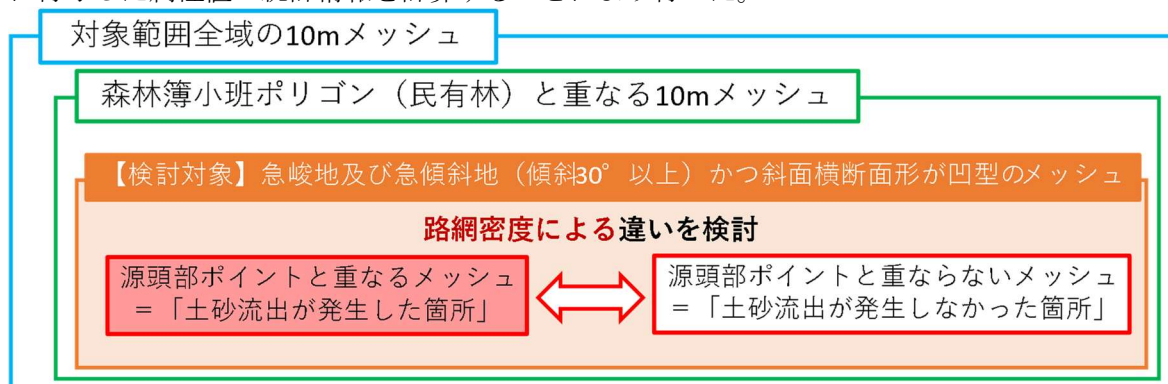 対象範囲全域の10mメッシュ
森林簿小班ポリゴン（民有林）と重なる10mメッシュ
【検討対象】急峻地及び急傾斜地（傾斜30°以上）かつ斜面横断面形が凹型のメッシュ
路網密度による違いを検討
源頭部ポイントと重なるメッシュ
＝「土砂流出が発生した箇所」
源頭部ポイントと重ならないメッシュ
＝「土砂流出が発生しなかった箇所」